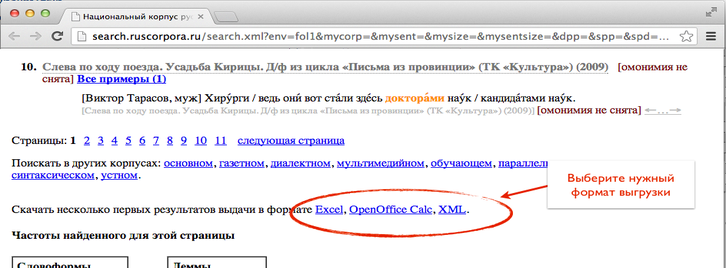 Национальный корпус рус
search.ruscorpora.ru/search.xml?env=fol1&mycorp=&mysent=&mysize=&mysentsize=&dpp=&spp=&spd=...
10. Слева по ходу поезда. Усадьба Кирицы. Д/ф из цикла «Письма из провинции» (ТК «Культура») (2009) [омонимия не
снята] Все примеры (1)
[Виктор Тарасов, муж] Хиру́рги / ведь они́ вот ста́ли зде́сь доктора́ми нау́к / кандида́тами нау́к.
[Слева по ходу поезда. Усадьба Кирицы. Д/ф из цикла «Письма из провинции» (ТК «Культура») (2009)] [омонимия не снята] ←…→
Страницы: 1 2 3 4 5 6 7 8 9 10 11 следующая страница
Поискать в других корпусах: основном, газетном, диалектном, мультимедийном, обучающем,
синтаксическом, устном.
Выберите нужный
формат выгрузки
Скачать несколько первых результатов выдачи в формате Excel, OpenOffice Calc, XML.
Частоты найденного для этой страницы
Словоформы Леммы